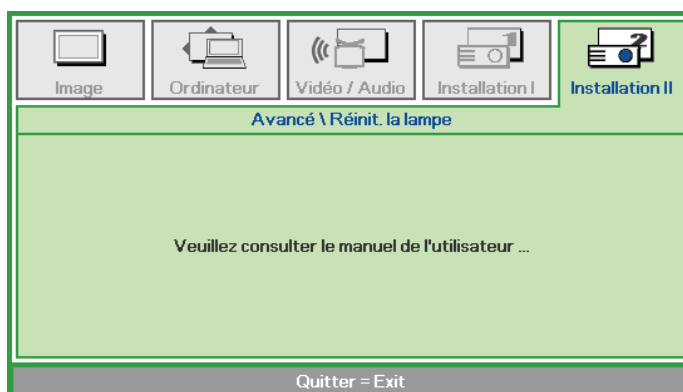 Image
Ordinateur
Vidéo / Audio
Installation I
Installation II
Avancé \ Réinit. la lampe
Veuillez consulter le manuel de l'utilisateur ...
Quitter = Exit